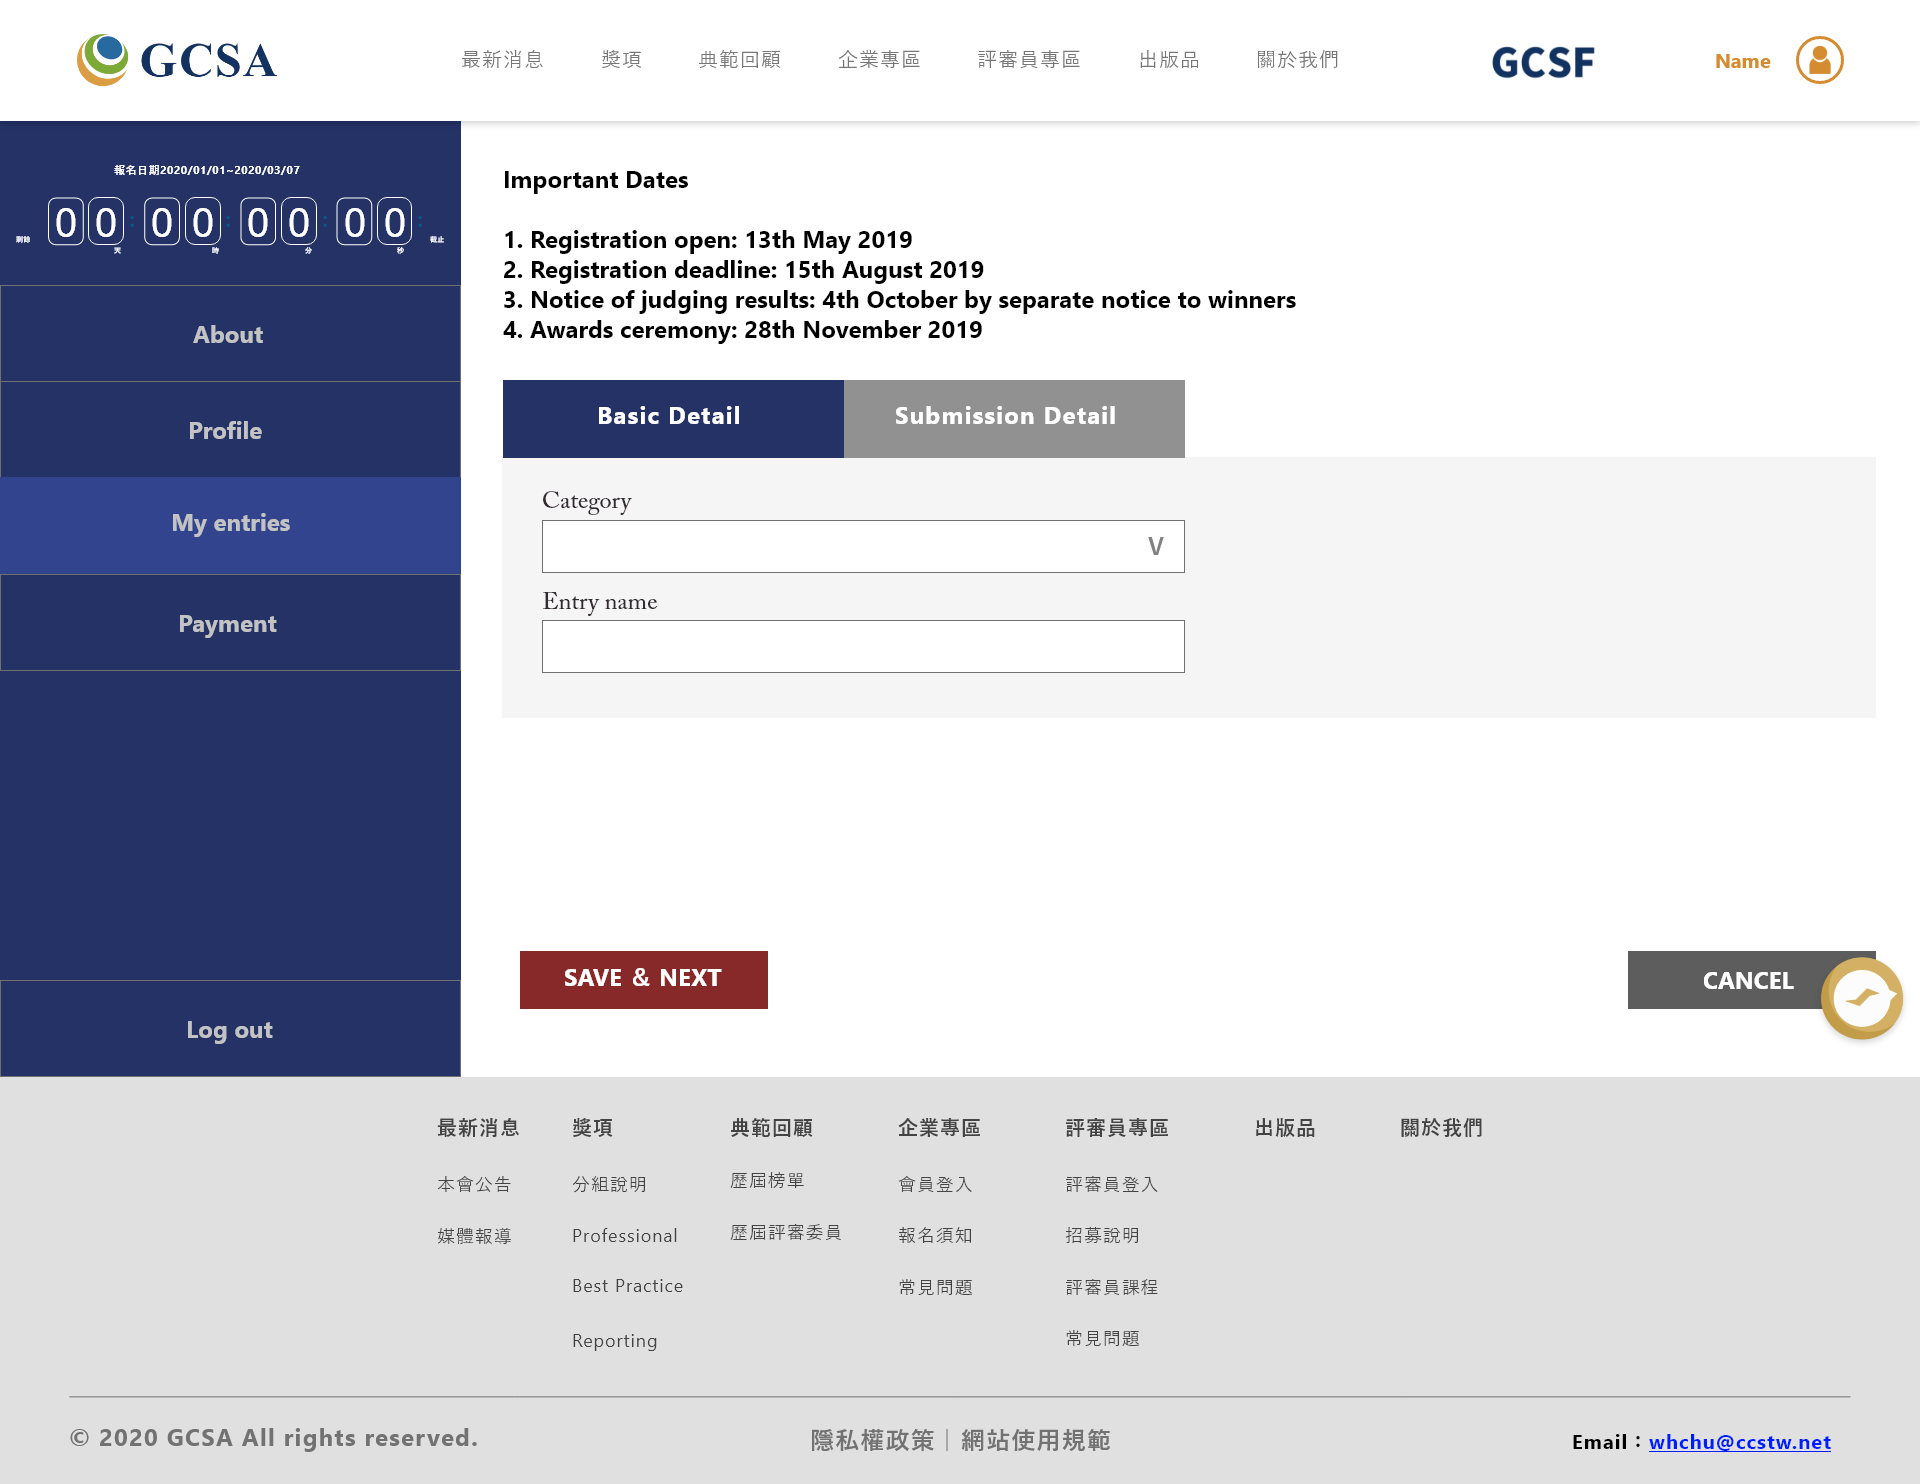 GCSA
最新消息 獎項 典範回顧 企業專區 評審員專區 出版品 關於我們
GCSF
Name
報名日期2020/01/01~2020/03/07
剩餘 00 : 00 : 00 : 00 : 截止
天 時 分 秒
About
Profile
My entries
Payment
Log out
Important Dates
1. Registration open: 13th May 2019
2. Registration deadline: 15th August 2019
3. Notice of judging results: 4th October by separate notice to winners
4. Awards ceremony: 28th November 2019
Basic Detail Submission Detail
Category
V
Entry name
SAVE & NEXT CANCEL
最新消息 獎項 典範回顧 企業專區 評審員專區 出版品 關於我們
本會公告 分組說明 歷屆榜單 會員登入 評審員登入
媒體報導 Professional 歷屆評審委員 報名須知 招募說明
Best Practice 常見問題 評審員課程
Reporting 常見問題
© 2020 GCSA All rights reserved.
隱私權政策｜網站使用規範
Email：whchu@ccstw.net